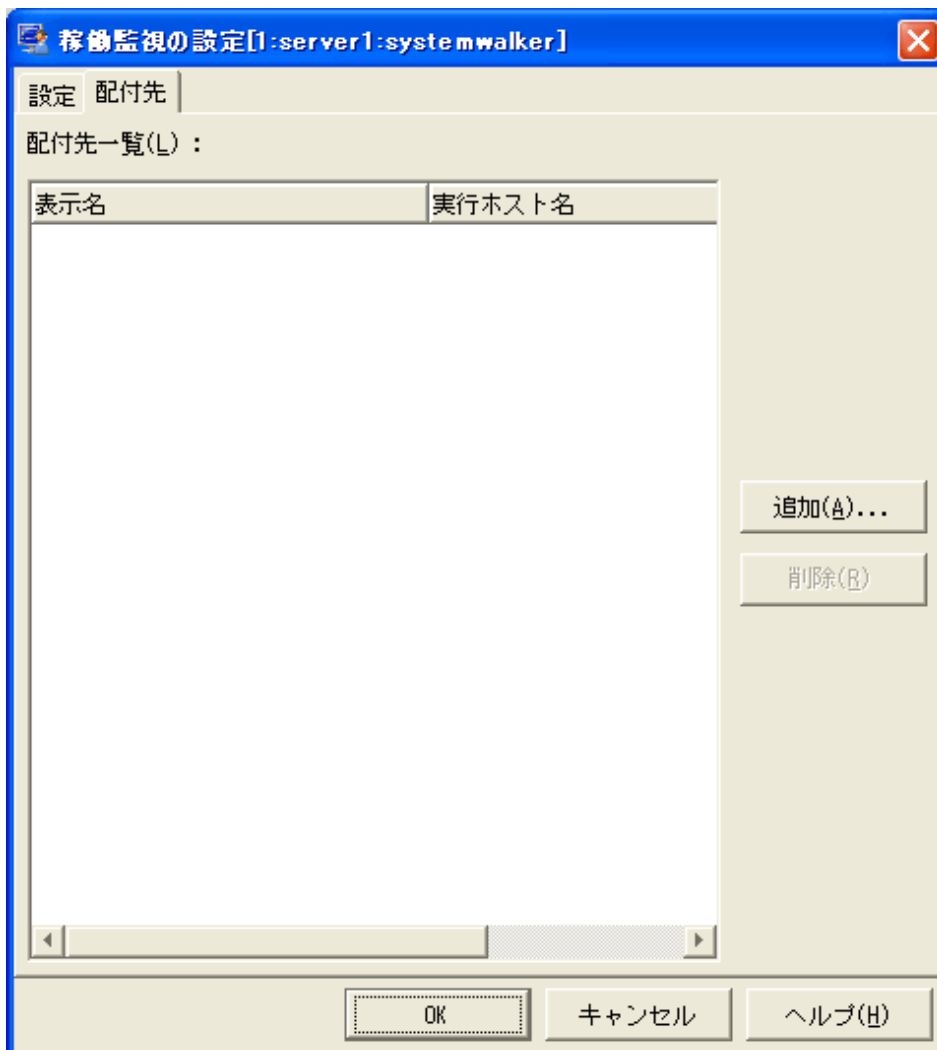 稼働監視の設定[1:server1:systemwalker]
設定 配付先
配付先一覧(L) :
表示名 実行ホスト名
追加(A)...
削除(R)
OK キャンセル ヘルプ(H)